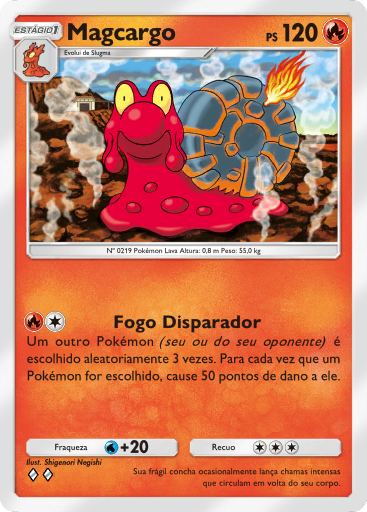 ESTÁGIO 1
Magcargo
PS 120
Evolui de Slugma
Nº 0219 Pokémon Lava Altura: 0,8 m Peso: 55,0 kg
Fogo Disparador
Um outro Pokémon (seu ou do seu oponente) é
escolhido aleatoriamente 3 vezes. Para cada vez que um
Pokémon for escolhido, cause 50 pontos de dano a ele.
Fraqueza +20 Recuo
Ilust. Shigenori Negishi
Sua frágil concha ocasionalmente lança chamas intensas
que circulam em volta do seu corpo.